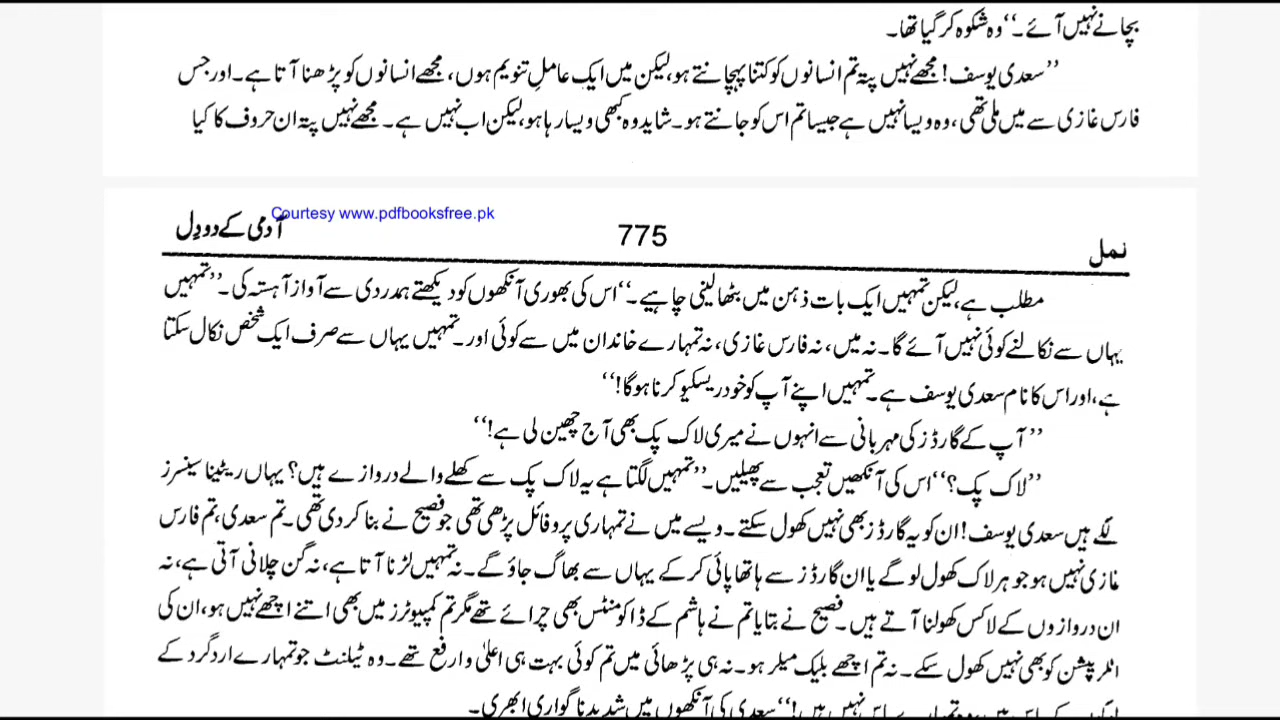 بچانے نہیں آئے۔‘‘ وہ شکوہ کر گیا تھا۔
’’سعدی یوسف! مجھے نہیں پتہ تم انسانوں کو کتنا پہچانتے ہو، لیکن میں ایک عاملِ تنویم ہوں، مجھے انسانوں کو پڑھنا آتا ہے۔ اور جس
فارس غازی سے میں ملی تھی، وہ ویسا نہیں ہے جیسا تم اس کو جانتے ہو۔ شاید وہ کبھی ویسا رہا ہو، لیکن اب نہیں ہے۔ مجھے نہیں پتہ ان حروف کا کیا
Courtesy www.pdfbooksfree.pk
نمل 775 آدمی کے دو دِل
مطلب ہے، لیکن تمہیں ایک بات ذہن میں بٹھا لینی چاہیے۔‘‘ اس کی بھوری آنکھوں کو دیکھتے ہمدردی سے آواز آہستہ کی۔ ’’تمہیں
یہاں سے نکالنے کوئی نہیں آئے گا۔ نہ میں، نہ فارس غازی، نہ تمہارے خاندان میں سے کوئی اور۔ تمہیں یہاں سے صرف ایک شخص نکال سکتا
ہے، اور اس کا نام سعدی یوسف ہے۔ تمہیں اپنے آپ کو خود ریسکیو کرنا ہوگا!‘‘
’’آپ کے گارڈز کی مہربانی سے انہوں نے میری لاک پک بھی آج چھین لی ہے!‘‘
’’لاک پک؟‘‘ اس کی آنکھیں تعجب سے پھیلیں۔ ’’تمہیں لگتا ہے یہ لاک پک سے کھلے والے دروازے ہیں؟ یہاں ریٹینا سینسرز
لگے ہیں سعدی یوسف! ان کو یہ گارڈز بھی نہیں کھول سکتے۔ ویسے میں نے تمہاری پروفائل پڑھی تھی جو فصیح نے بنا کر دی تھی۔ تم سعدی، تم فارس
غازی نہیں ہو جو ہر لاک کھول لو گے یا ان گارڈز سے ہاتھا پائی کر کے یہاں سے بھاگ جاؤ گے۔ نہ تمہیں لڑنا آتا ہے، نہ گن چلانی آتی ہے، نہ
ان دروازوں کے لاکس کھولنا آتے ہیں۔ فصیح نے بتایا تم نے ہاشم کے ڈاکومنٹس بھی چرائے تھے مگر تم کمپیوٹرز میں بھی اتنے اچھے نہیں ہو، ان کی
انکرپشن کو بھی نہیں کھول سکے۔ نہ تم اچھے بلیک میلر ہو۔ نہ ہی پڑھائی میں تم کوئی بہت ہی اعلیٰ و ارفع تھے۔ وہ ٹیلنٹ جو تمہارے اردگرد کے
نہیں ہیں!‘‘ سعدی کی آنکھوں میں شدید ناگواری ابھری۔